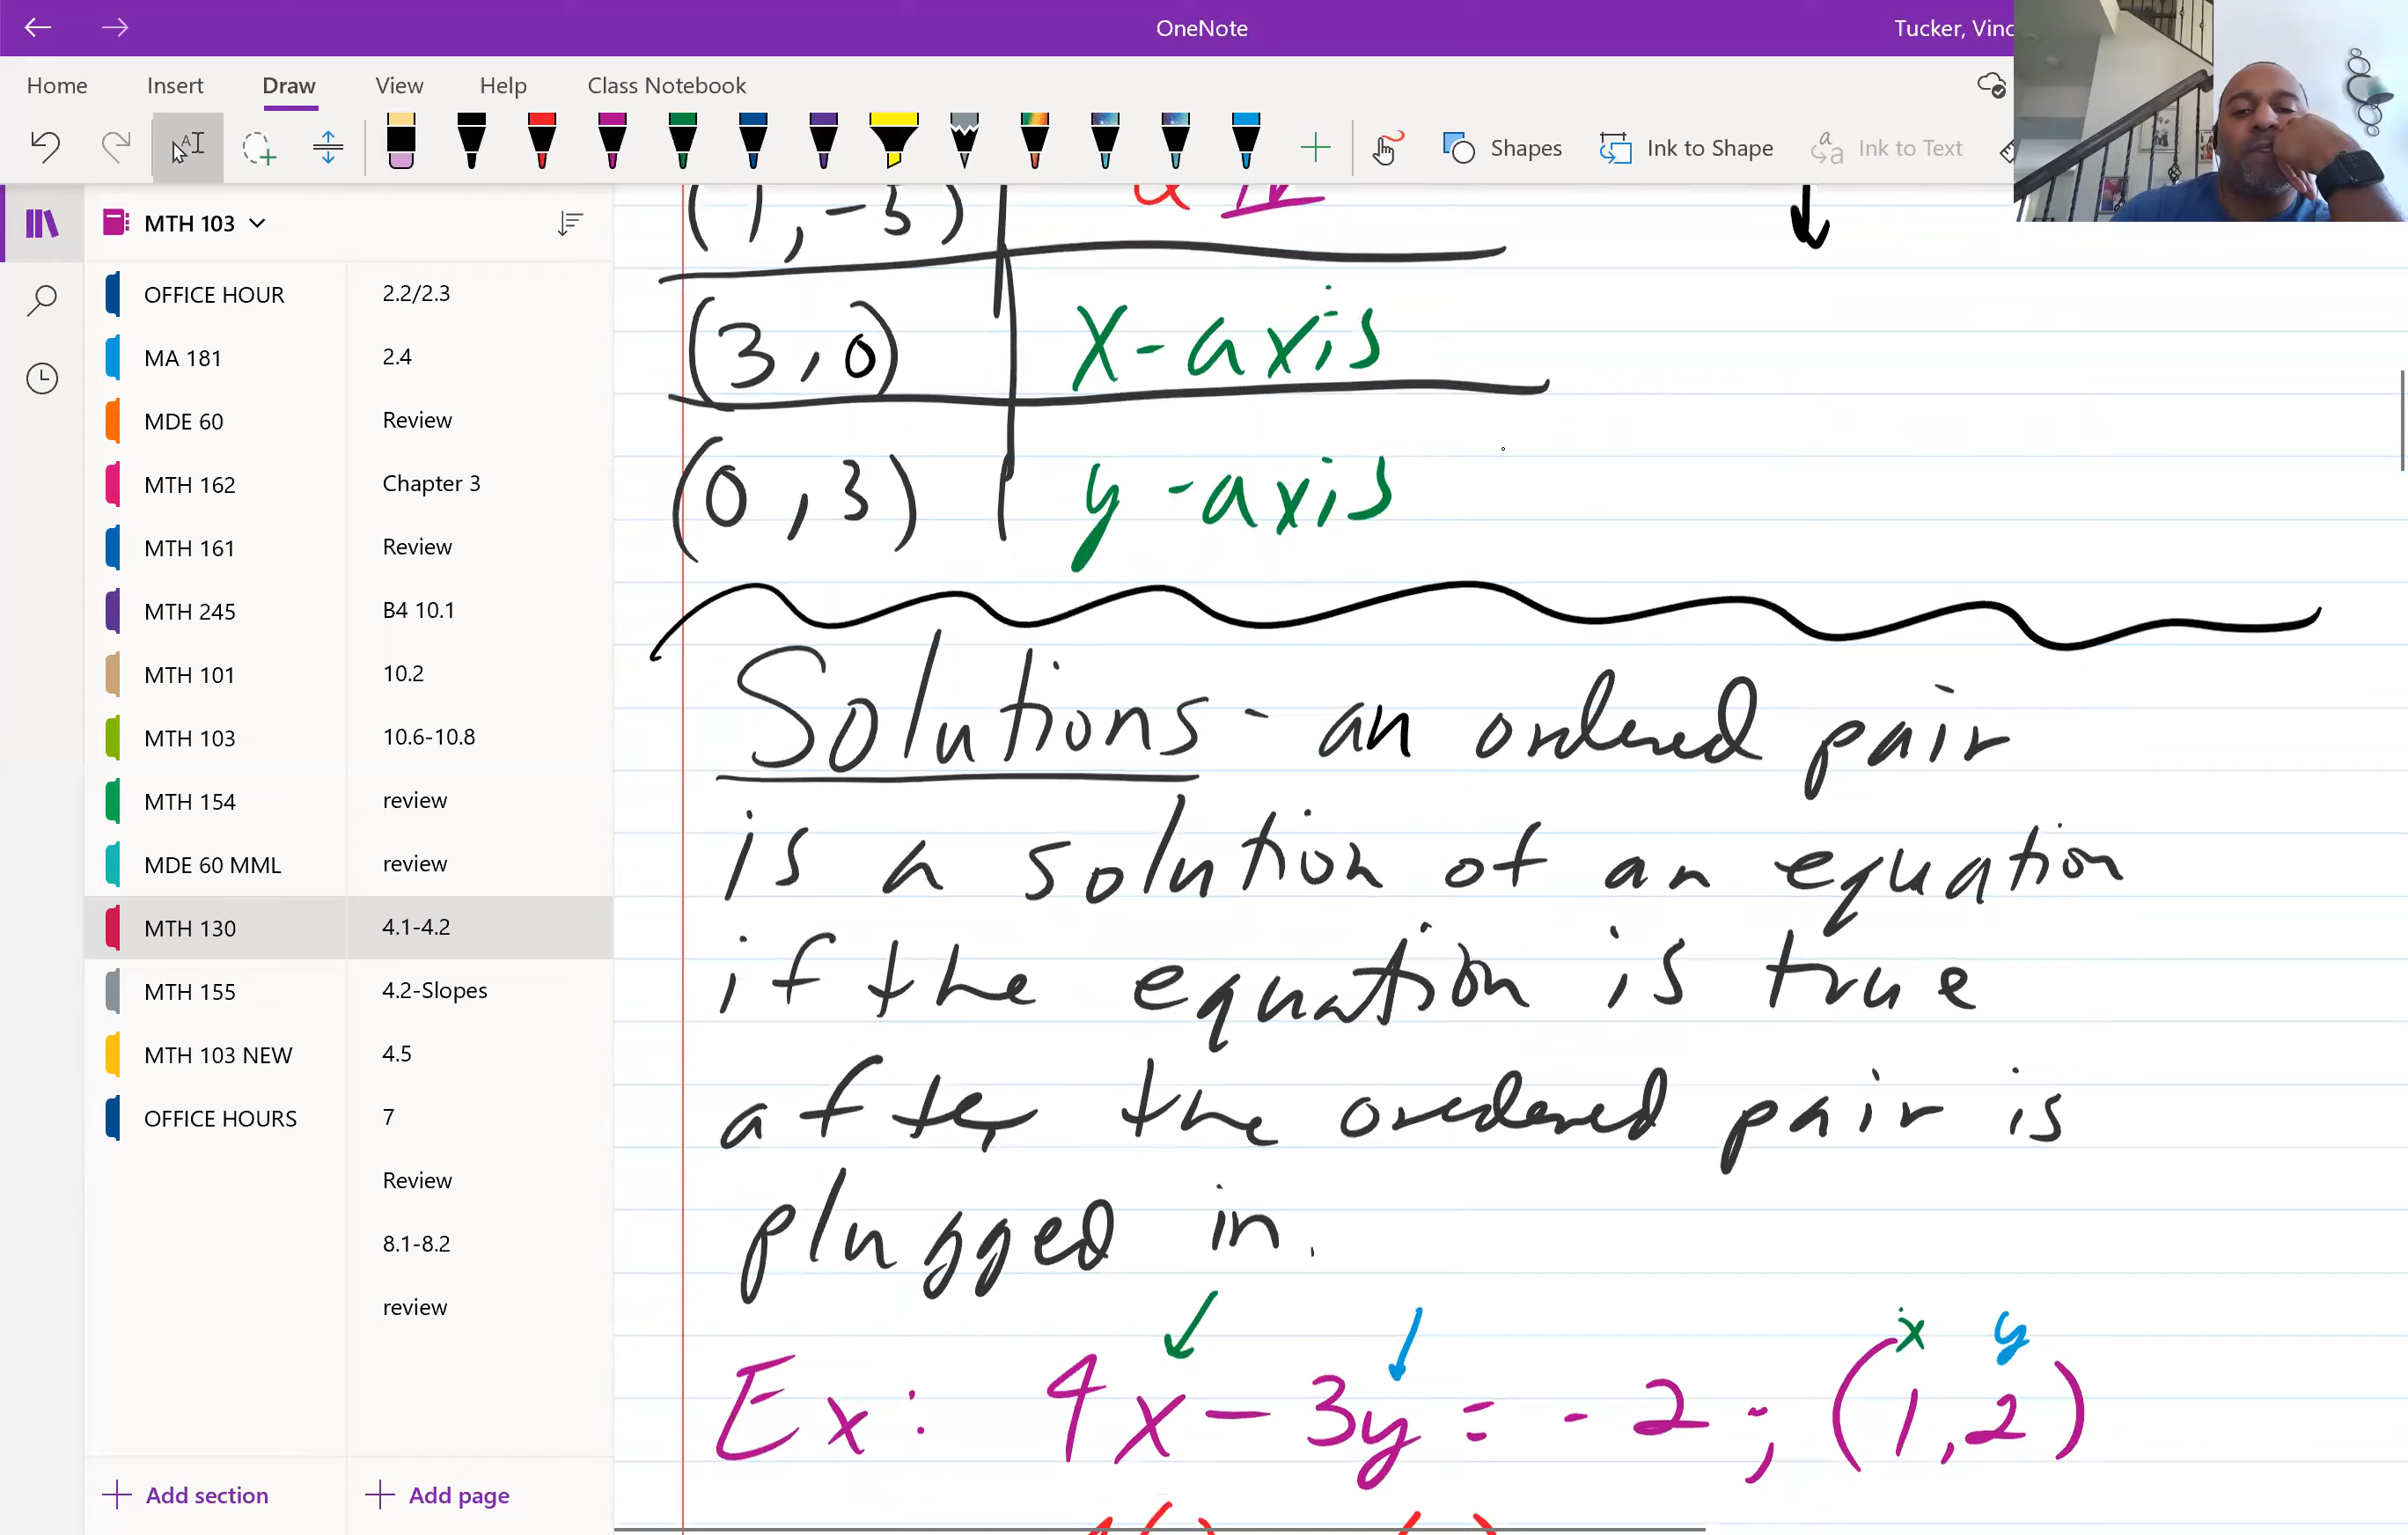 OneNote
Tucker, Vinc
Home Insert Draw View Help Class Notebook
Shapes Ink to Shape Ink to Text
MTH 103
OFFICE HOUR
MA 181
MDE 60
MTH 162
MTH 161
MTH 245
MTH 101
MTH 103
MTH 154
MDE 60 MML
MTH 130
MTH 155
MTH 103 NEW
OFFICE HOURS
Add section
2.2/2.3
2.4
Review
Chapter 3
Review
B4 10.1
10.2
10.6-10.8
review
review
4.1-4.2
4.2-Slopes
4.5
7
Review
8.1-8.2
review
Add page
(1, -3)
(3, 0) x-axis
(0, 3) y-axis
Solutions - an ordered pair
is a solution of an equation
if the equation is true
after the ordered pair is
plugged in.
x y
Ex: 4x - 3y = -2; (1, 2)